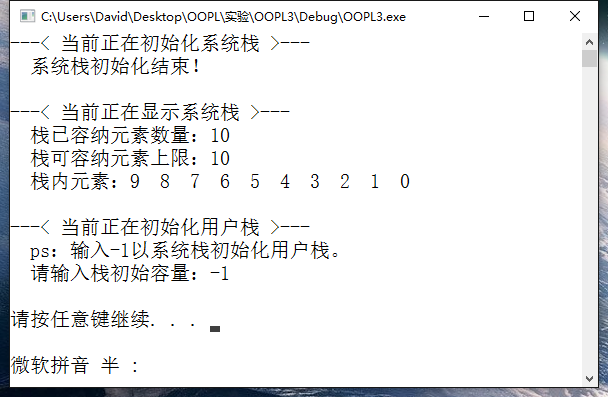 C:\Users\David\Desktop\OOPL\实验\OOPL3\Debug\OOPL3.exe
---< 当前正在初始化系统栈 >---
系统栈初始化结束!
---< 当前正在显示系统栈 >---
栈已容纳元素数量: 10
栈可容纳元素上限: 10
栈内元素: 9 8 7 6 5 4 3 2 1 0
---< 当前正在初始化用户栈 >---
ps: 输入-1以系统栈初始化用户栈。
请输入栈初始容量: -1
请按任意键继续. . .
微软拼音 半 :